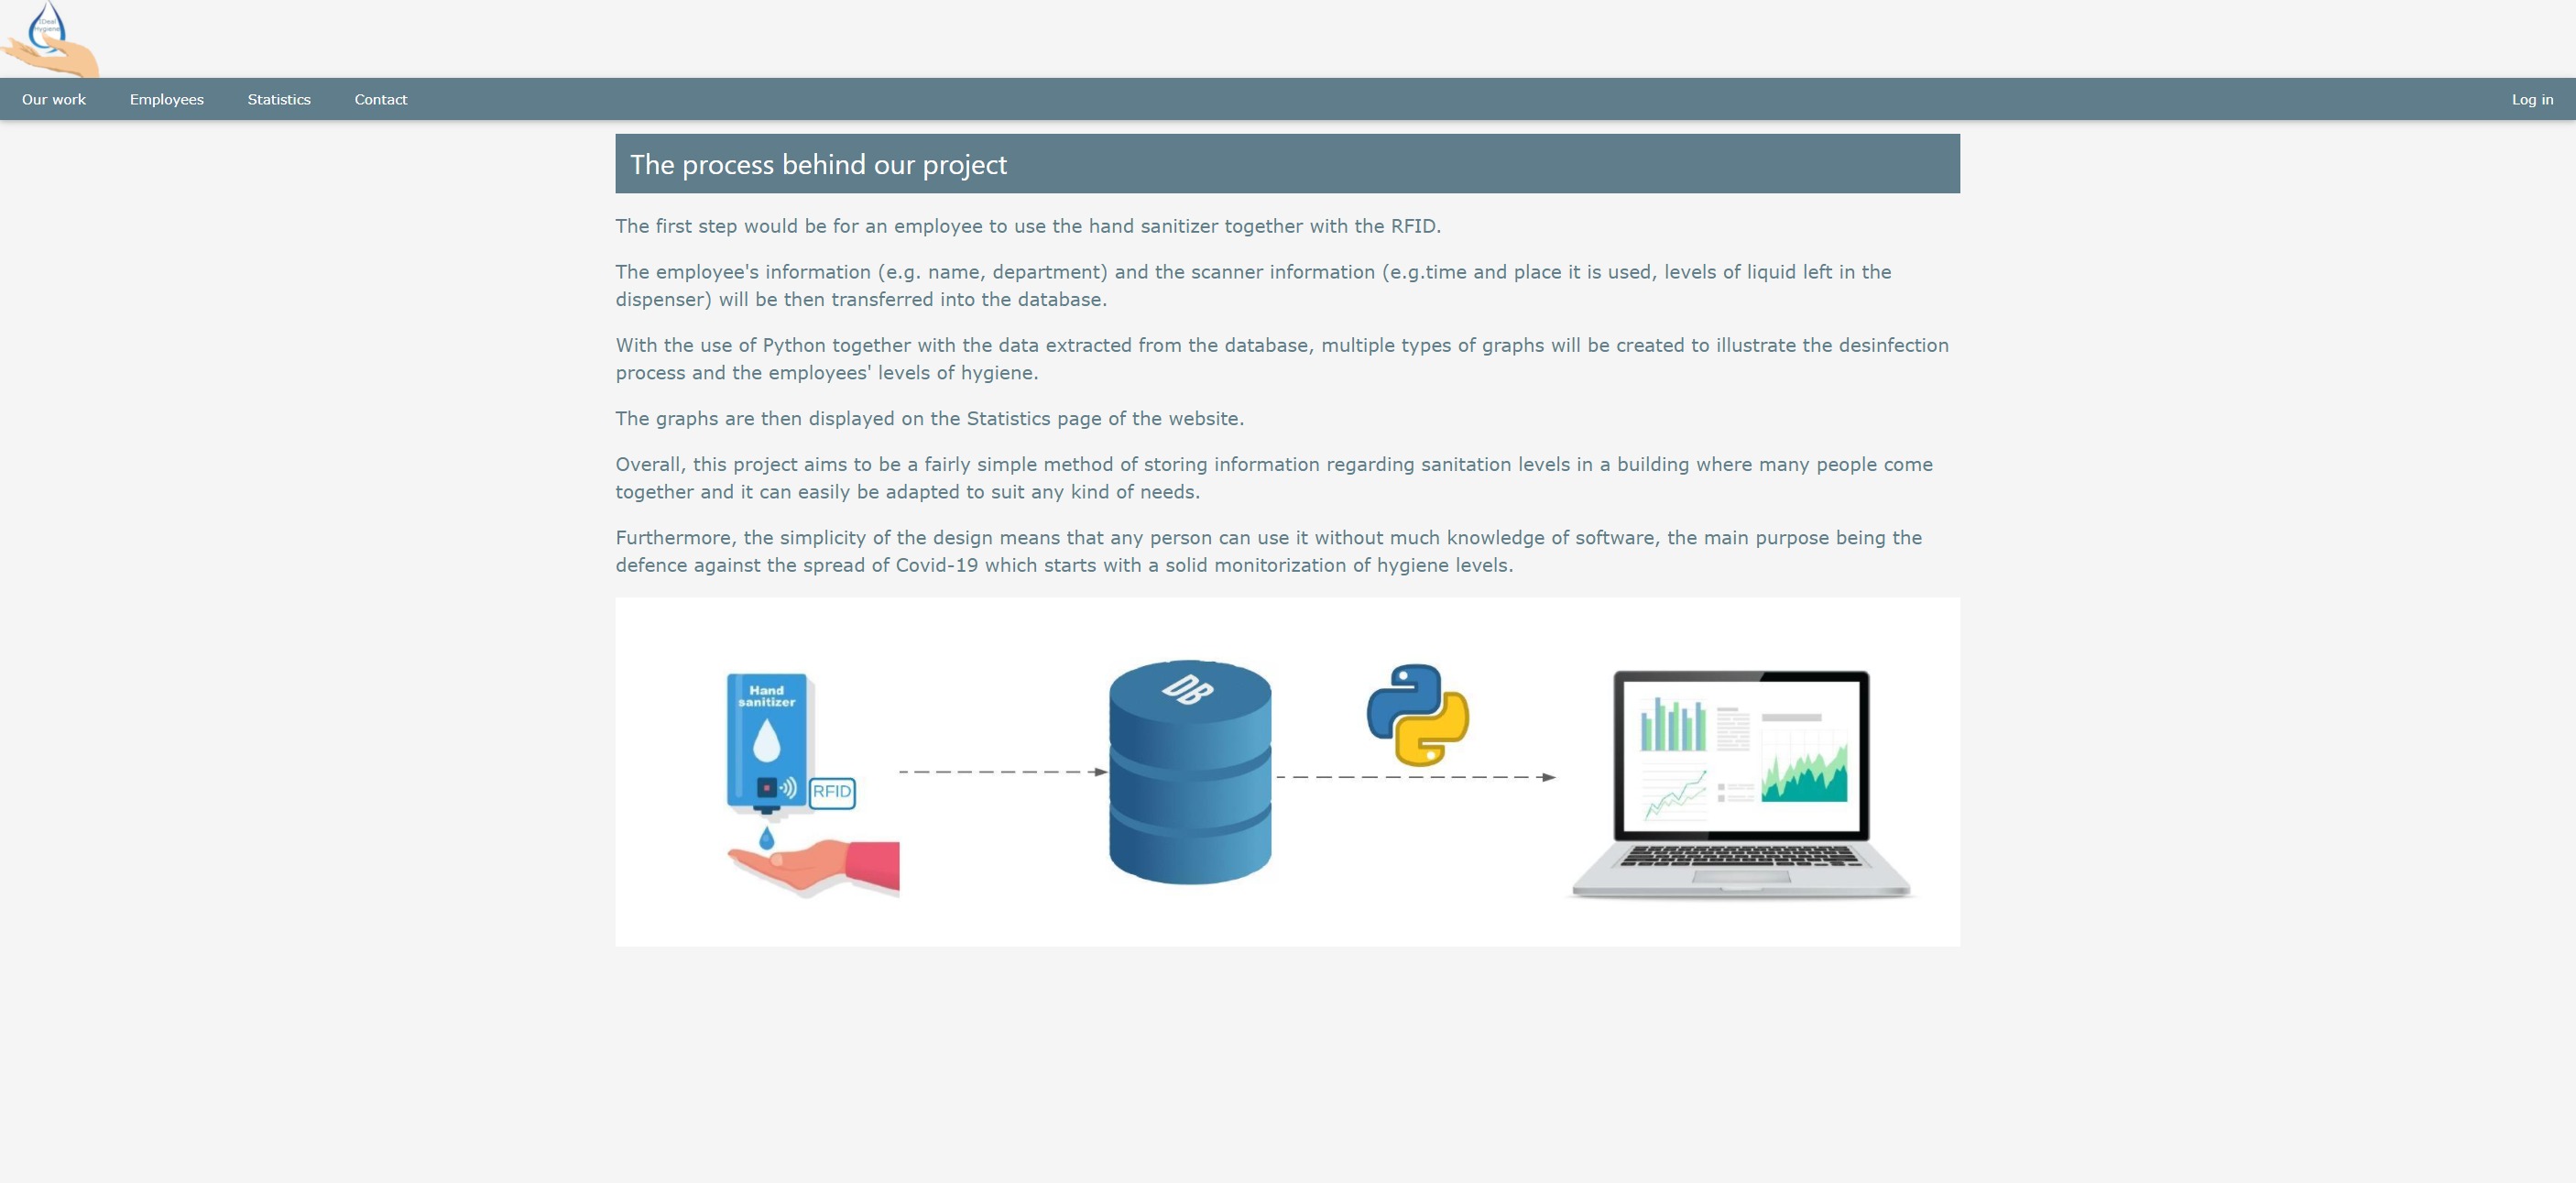 IDeal
Hygiene
Our work
Employees
Statistics
Contact
Log in
The process behind our project
The first step would be for an employee to use the hand sanitizer together with the RFID.
The employee's information (e.g. name, department) and the scanner information (e.g.time and place it is used, levels of liquid left in the
dispenser) will be then transferred into the database.
With the use of Python together with the data extracted from the database, multiple types of graphs will be created to illustrate the desinfection
process and the employees' levels of hygiene.
The graphs are then displayed on the Statistics page of the website.
Overall, this project aims to be a fairly simple method of storing information regarding sanitation levels in a building where many people come
together and it can easily be adapted to suit any kind of needs.
Furthermore, the simplicity of the design means that any person can use it without much knowledge of software, the main purpose being the
defence against the spread of Covid-19 which starts with a solid monitorization of hygiene levels.
Hand
sanitizer
RFID
DB